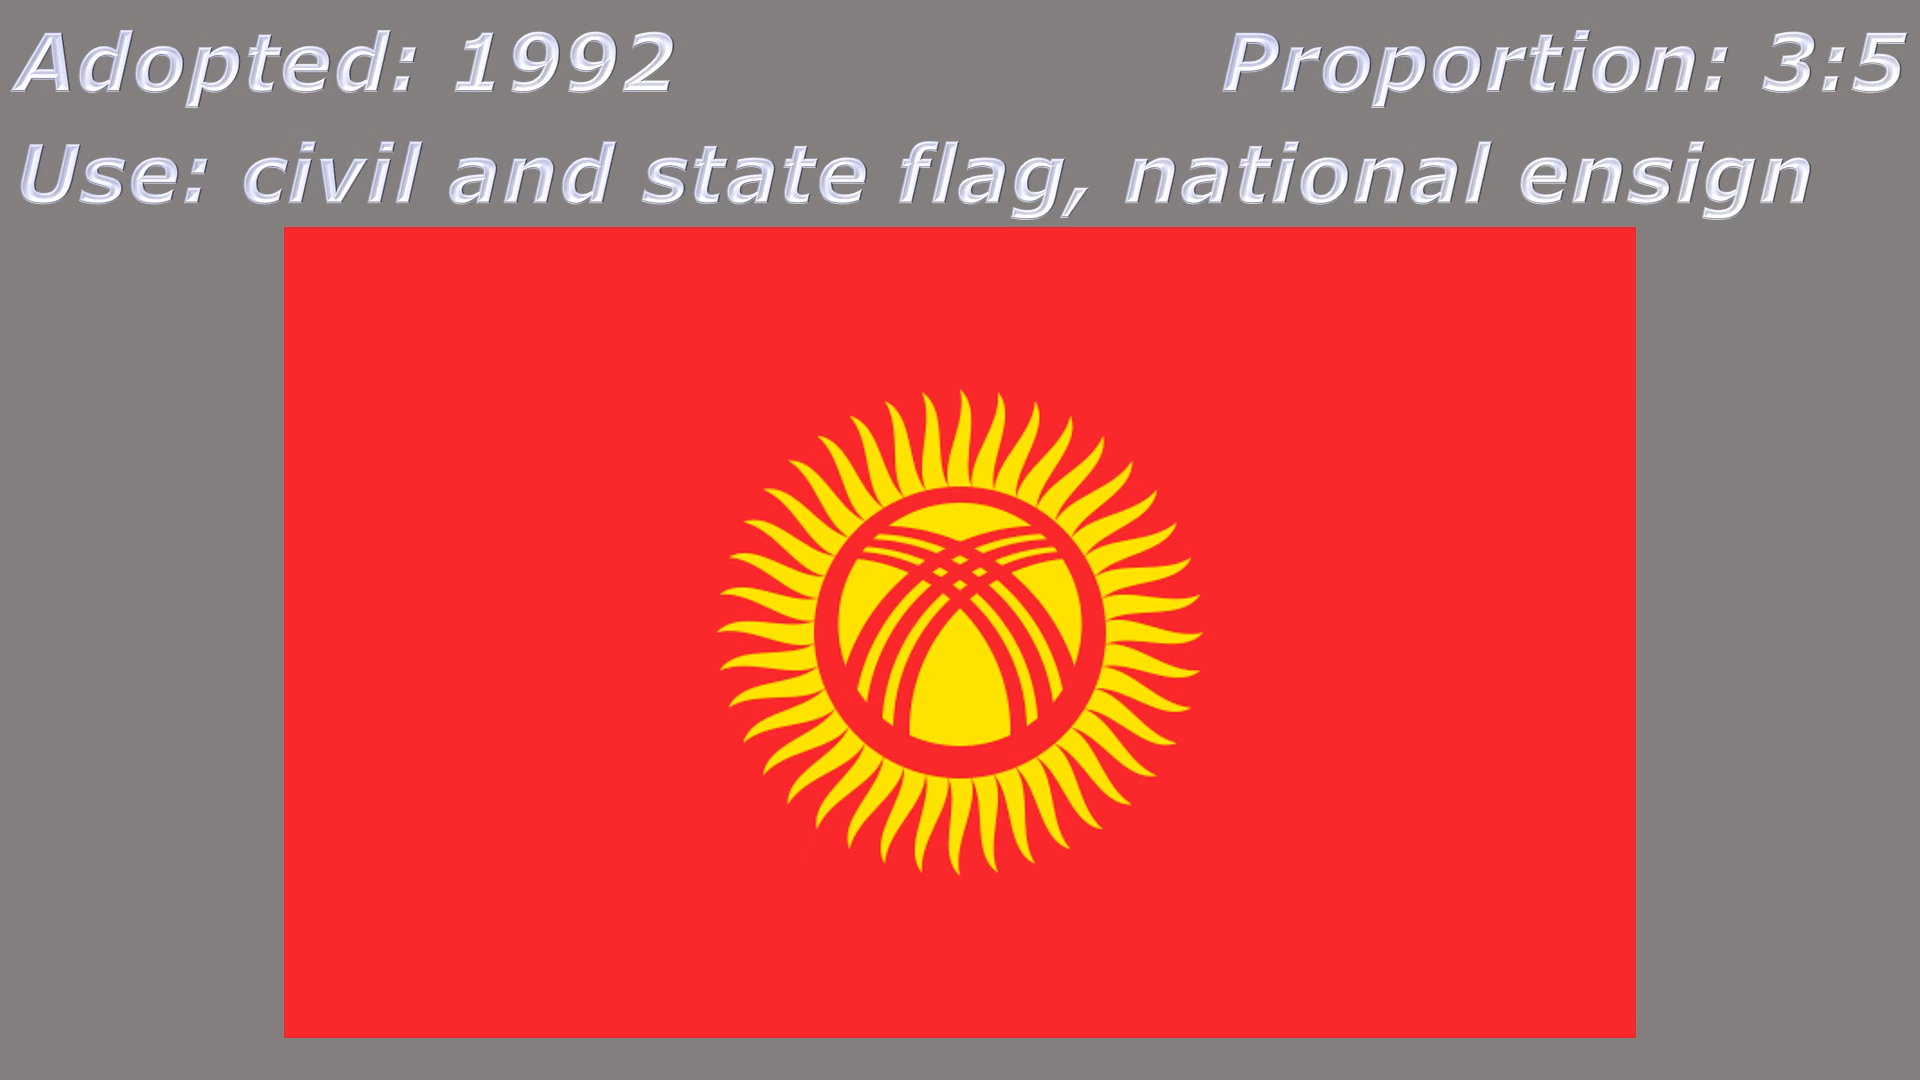 Adopted: 1992 Proportion: 3:5
Use: civil and state flag, national ensign